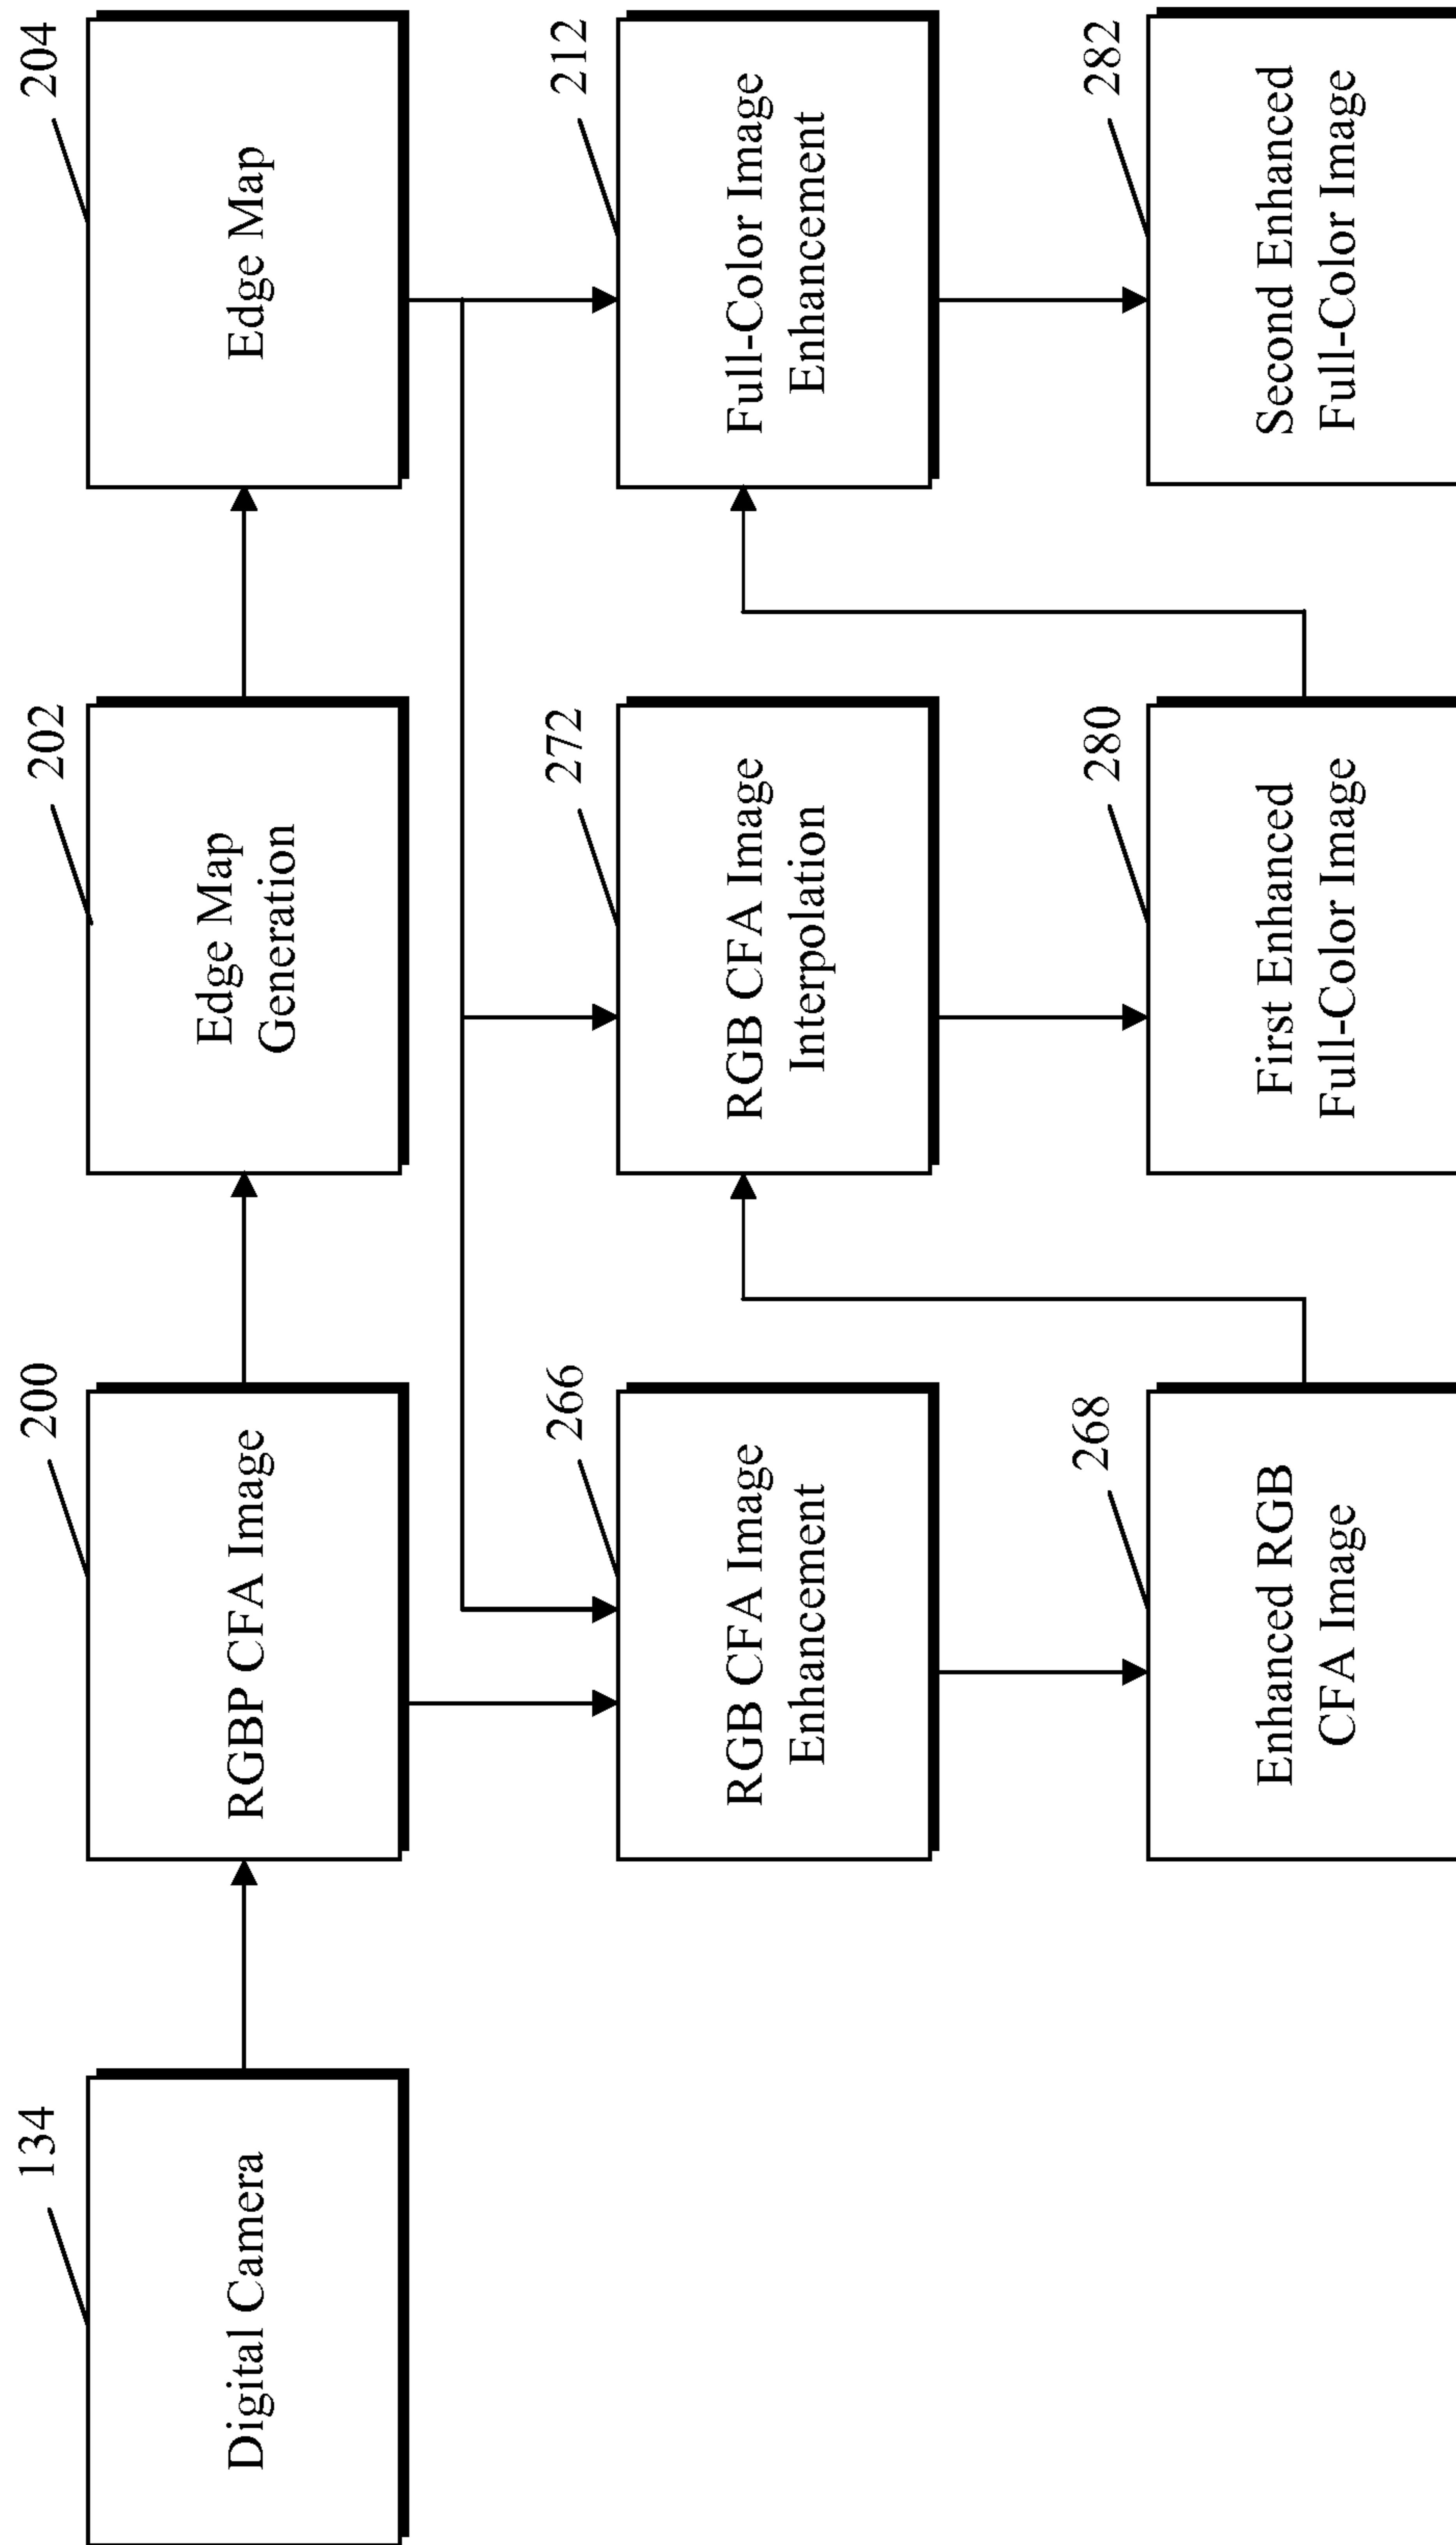 134
Digital Camera
200
RGBP CFA Image
202
Edge Map
Generation
204
Edge Map
266
RGB CFA Image
Enhancement
272
RGB CFA Image
Interpolation
212
Full-Color Image
Enhancement
268
Enhanced RGB
CFA Image
280
First Enhanced
Full-Color Image
282
Second Enhanced
Full-Color Image